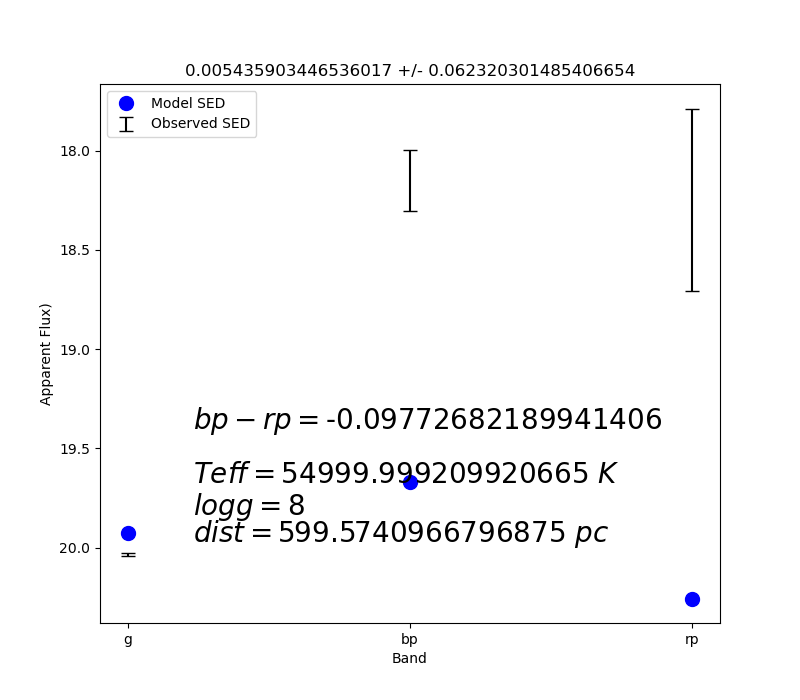 0.005435903446536017 +/- 0.062320301485406654
Model SED
Observed SED
18.0
18.5
19.0
19.5
20.0
Apparent Flux)
bp − rp = -0.09772682189941406
Teff = 54999.999209920665 K
logg = 8
dist = 599.5740966796875 pc
g
bp
rp
Band